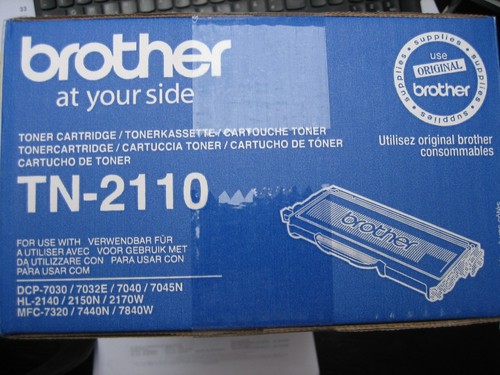 brother
at your side
TONER CARTRIDGE / TONERKASSETTE / CARTOUCHE TONER
TONERCARTRIDGE / CARTUCCIA TONER / CARTUCHO DE TÓNER
CARTUCHO DE TONER
TN-2110
FOR USE WITH VERWENDBAR FÜR
A UTILISER AVEC VOOR GEBRUIK MET
DA UTILIZZARE CON PARA USAR CON
PARA USAR COM
DCP-7030 / 7032E / 7040 / 7045N
HL-2140 / 2150N / 2170W
MFC-7320 / 7440N / 7840W
supplies • supplies • supplies • supplies
use
ORIGINAL
brother
Utilisez original brother
consommables
brother